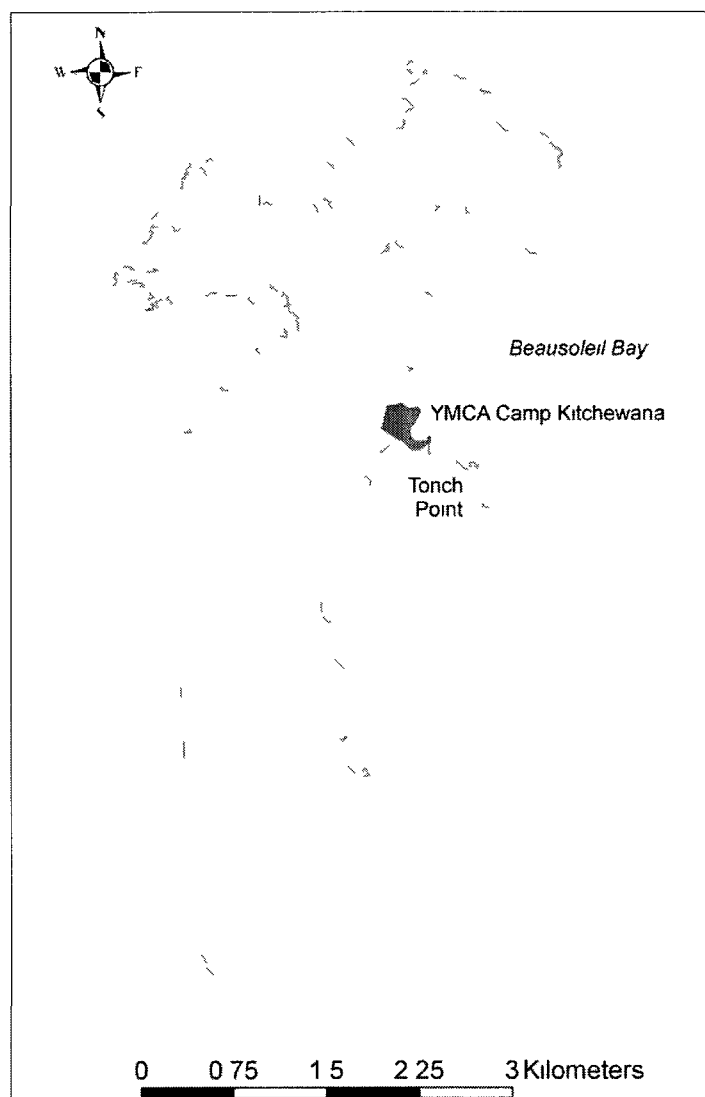 N
W E
S
Beausoleil Bay
YMCA Camp Kitchewana
Tonch
Point
0 0 75 1 5 2 25 3 Kilometers